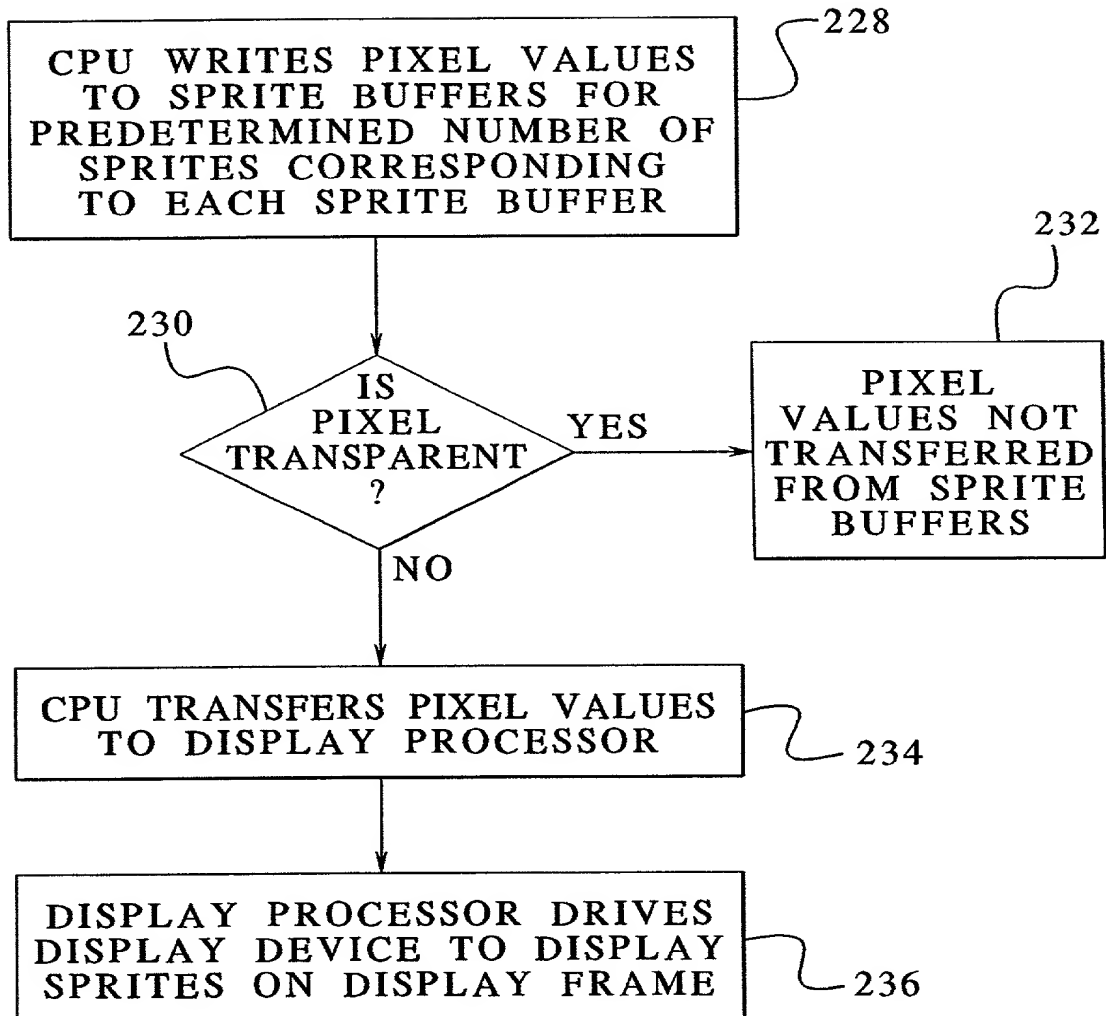 228
CPU WRITES PIXEL VALUES
TO SPRITE BUFFERS FOR
PREDETERMINED NUMBER OF
SPRITES CORRESPONDING
TO EACH SPRITE BUFFER
232
230
IS
PIXEL
TRANSPARENT
?
YES
PIXEL
VALUES NOT
TRANSFERRED
FROM SPRITE
BUFFERS
NO
CPU TRANSFERS PIXEL VALUES
TO DISPLAY PROCESSOR
234
DISPLAY PROCESSOR DRIVES
DISPLAY DEVICE TO DISPLAY
SPRITES ON DISPLAY FRAME
236